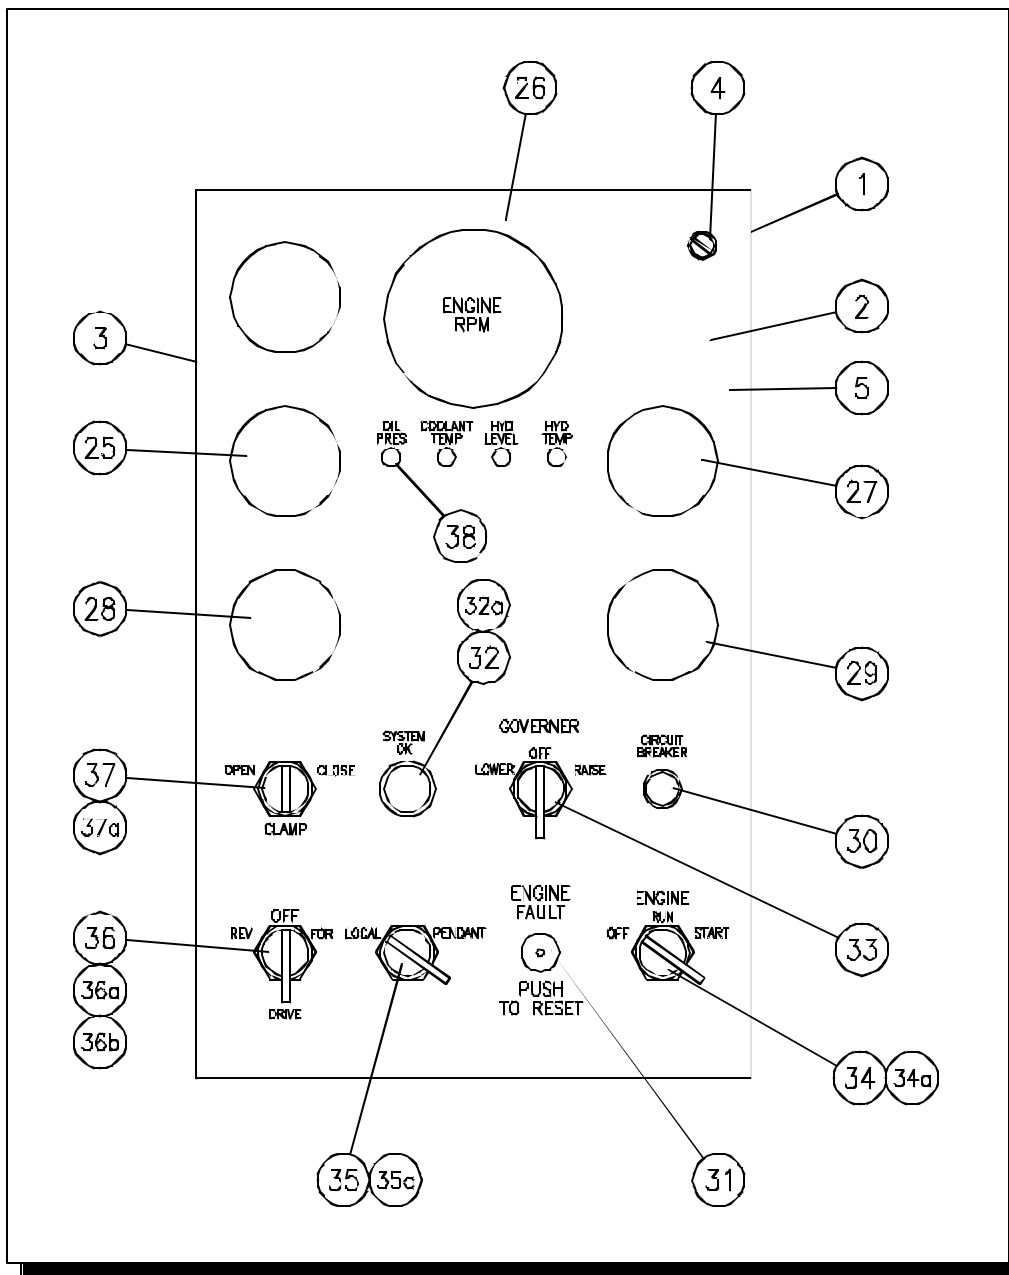 26
4
1
ENGINE
RPM
2
3
5
OIL
PRES
COOLANT
TEMP
HYD
LEVEL
HYD
TEMP
25
27
38
32a
28
32
29
GOVERNER
SYSTEM
OK
CIRCUIT
BREAKER
OFF
OPEN
CLOSE
LOWER
RAISE
37
37a
CLAMP
30
ENGINE
FAULT
ENGINE
RUN
OFF
REV
FOR
LOCAL
PENDANT
OFF
START
36
33
36a
PUSH
TO RESET
DRIVE
36b
34
34a
35
35a
31